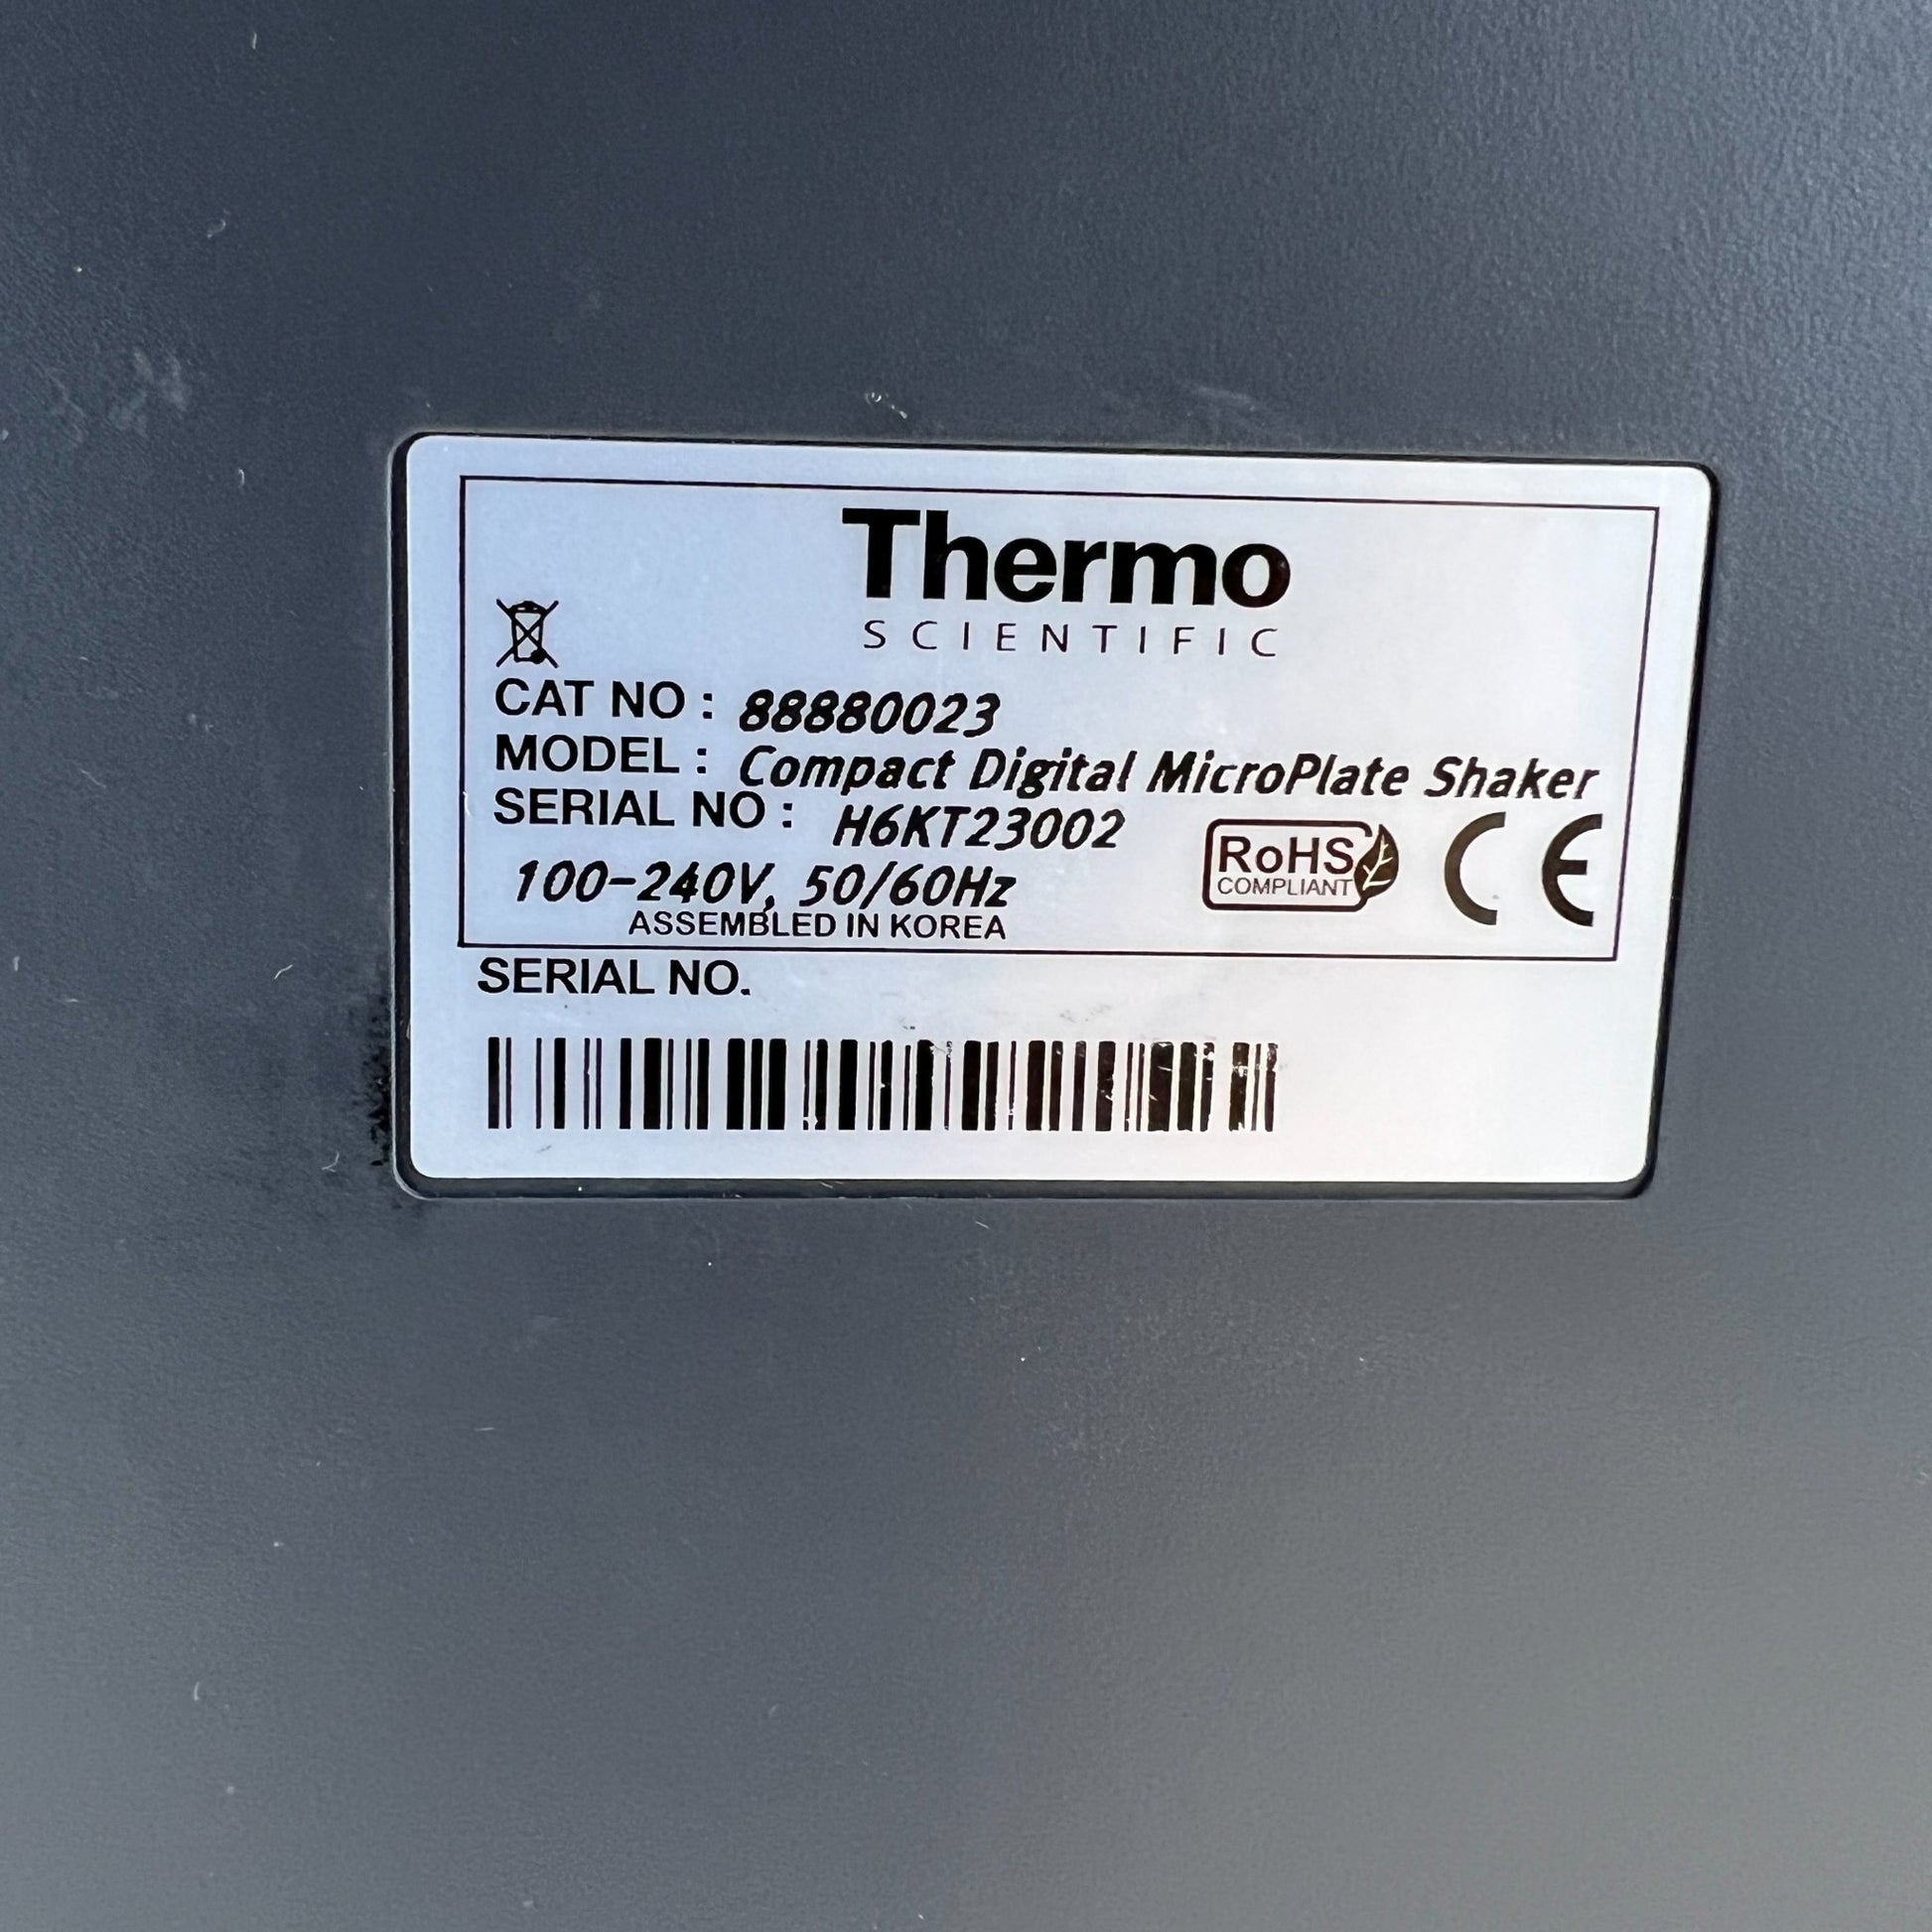 Thermo
SCIENTIFIC
CAT NO : 88880023
MODEL : Compact Digital MicroPlate Shaker
SERIAL NO : H6KT23002
RoHS
COMPLIANT
CE
100-240V, 50/60Hz
ASSEMBLED IN KOREA
SERIAL NO.